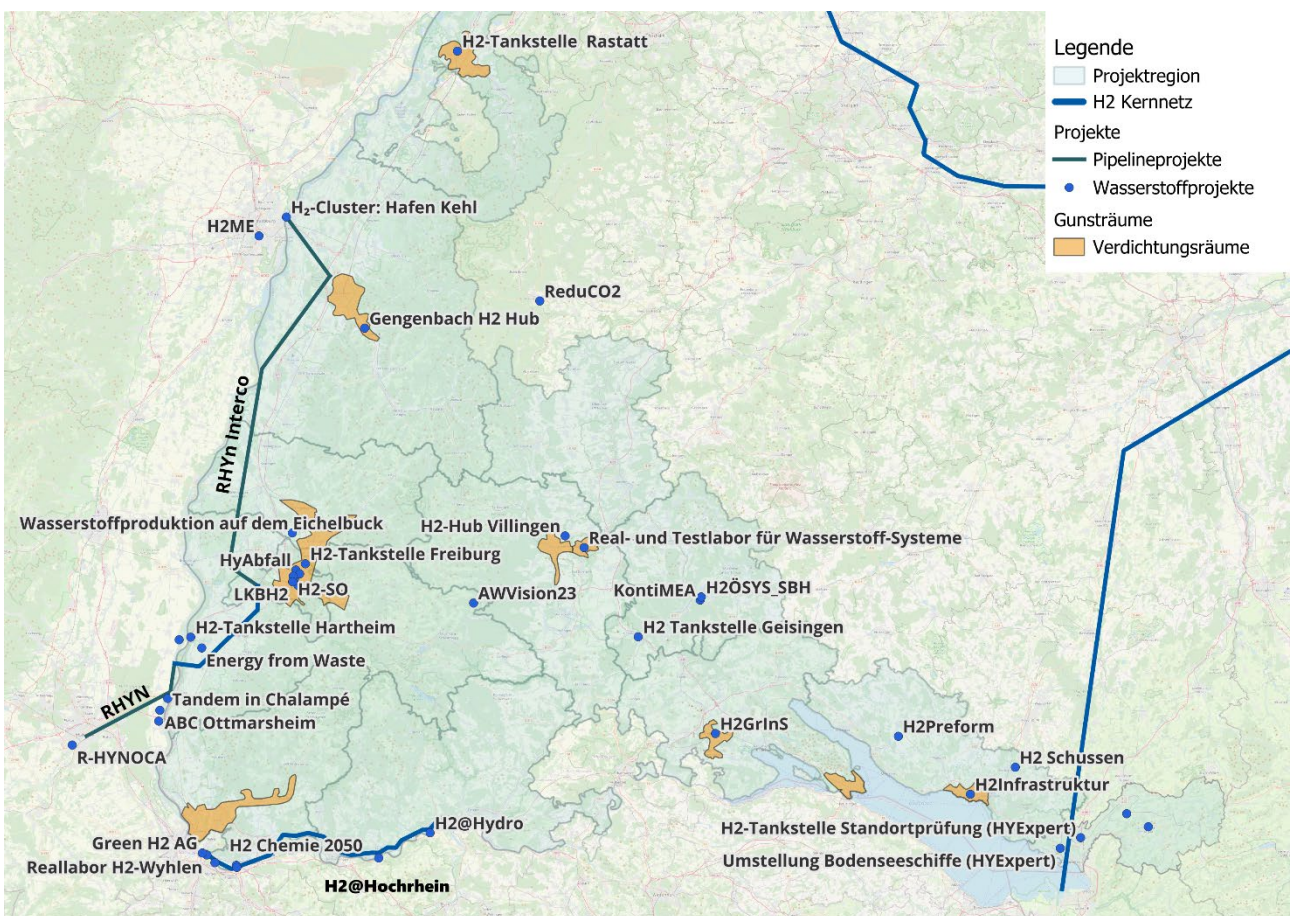 H2-Tankstelle Rastatt
Legende
Projektregion
H2 Kernnetz
Projekte
Pipelineprojekte
Wasserstoffprojekte
Gunsträume
Verdichtungsräume
H₂-Cluster: Hafen Kehl
H2ME
ReduCO2
Gengenbach H2 Hub
RHYn Interco
Wasserstoffproduktion auf dem Eichelbuck
H2-Hub Villingen
Real- und Testlabor für Wasserstoff-Systeme
H2-Tankstelle Freiburg
HyAbfall
H2-SO
LKBH2
AWVision23
KontiMEA
H2ÖSYS_SBH
H2-Tankstelle Hartheim
H2 Tankstelle Geisingen
Energy from Waste
RHYN
Tandem in Chalampé
ABC Ottmarsheim
R-HYNOCA
H2GrInS
H2Preform
H2 Schussen
H2Infrastruktur
H2@Hydro
H2-Tankstelle Standortprüfung (HYExpert)
Green H2 AG
H2 Chemie 2050
Umstellung Bodenseeschiffe (HYExpert)
Reallabor H2-Wyhlen
H2@Hochrhein